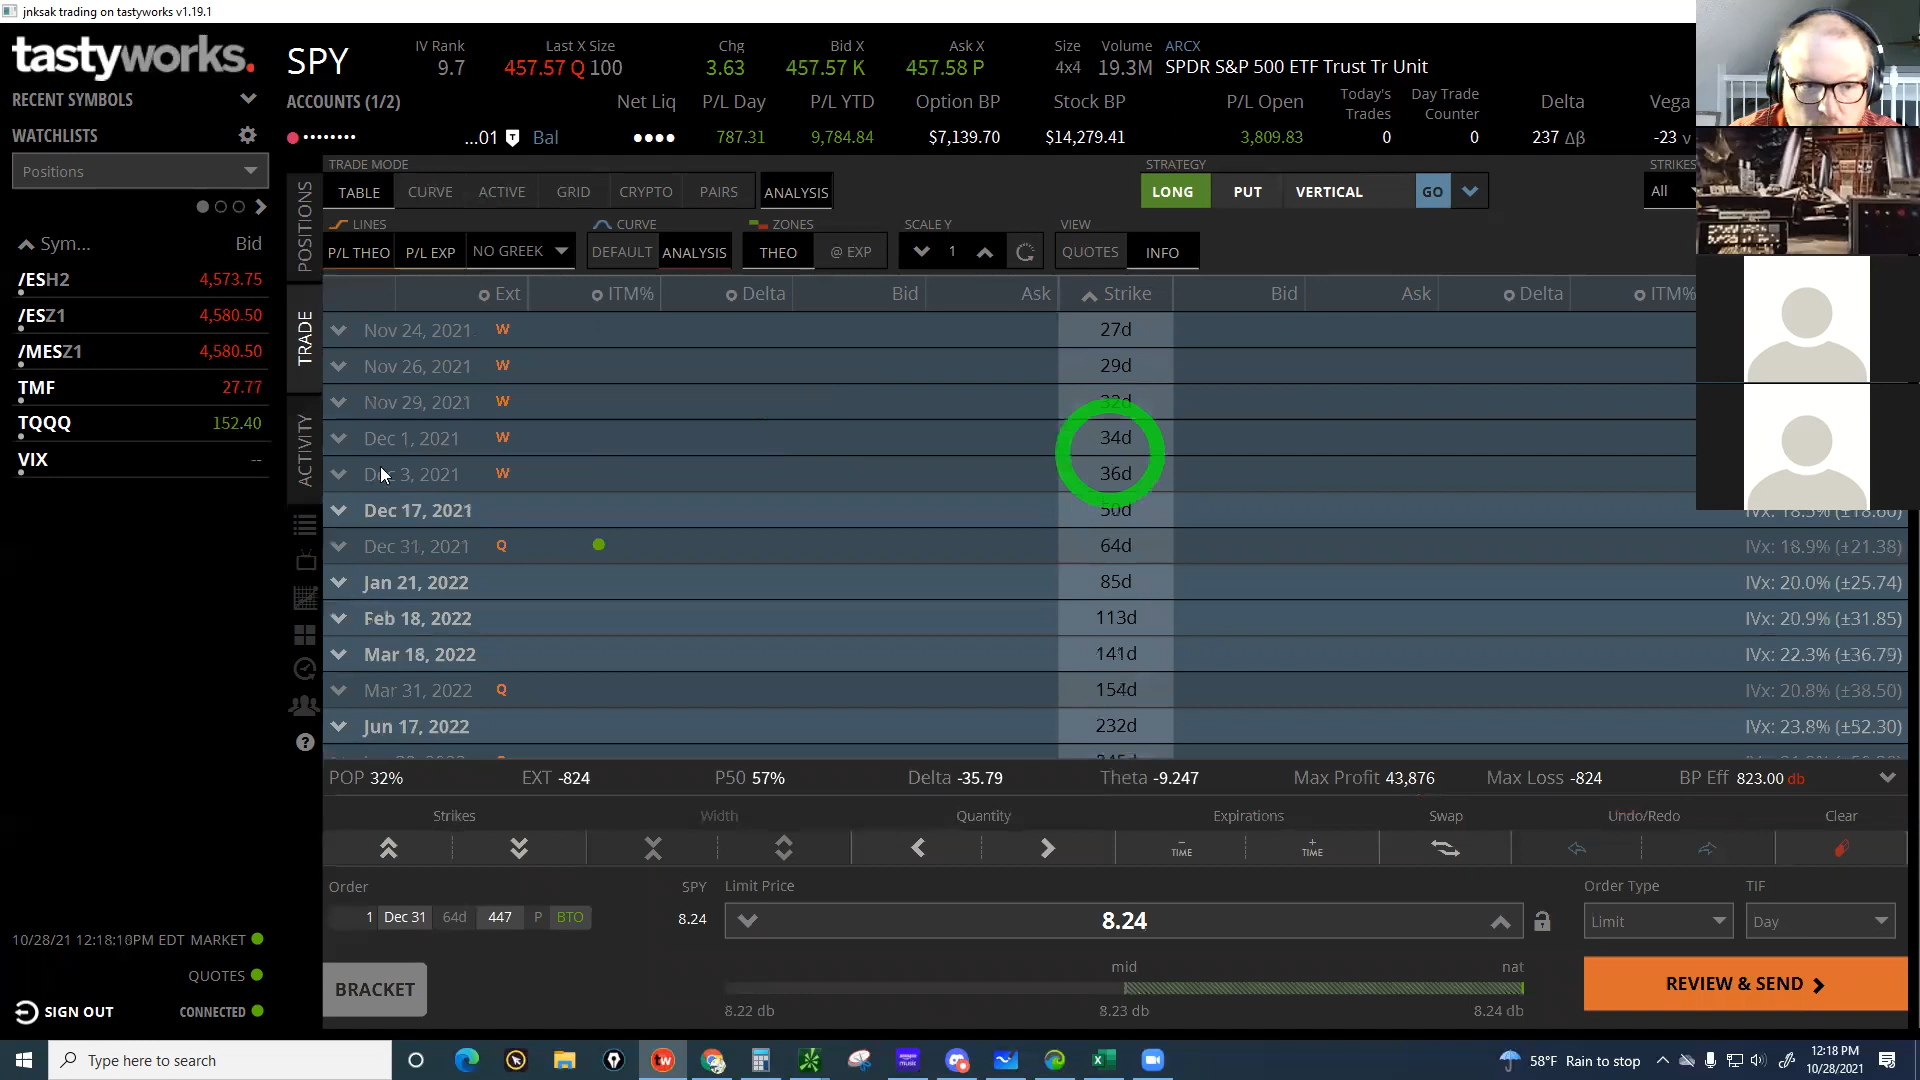 jnksak trading on tastyworks v1.19.1
tastyworks.
SPY
IV Rank
9.7
Last X Size
457.57 Q 100
Chg
3.63
Bid X
457.57 K
Ask X
457.58 P
Size
4x4
Volume
19.3M
ARCX
SPDR S&P 500 ETF Trust Tr Unit
RECENT SYMBOLS
ACCOUNTS (1/2)
Net Liq
P/L Day
P/L YTD
Option BP
Stock BP
P/L Open
Today's Trades
Day Trade Counter
Delta
Vega
WATCHLISTS
...01
Bal
787.31
9,784.84
$7,139.70
$14,279.41
3,809.83
0
0
237 Δβ
-23 v
Positions
TRADE MODE
STRATEGY
STRIKES
TABLE CURVE ACTIVE GRID CRYPTO PAIRS ANALYSIS
LONG PUT VERTICAL GO
All
LINES
CURVE
ZONES
SCALE Y
VIEW
P/L THEO P/L EXP NO GREEK DEFAULT ANALYSIS THEO @ EXP 1 QUOTES INFO
Sym... Bid
/ESH2 4,573.75
/ESZ1 4,580.50
/MESZ1 4,580.50
TMF 27.77
TQQQ 152.40
VIX --
POSITIONS
TRADE
ACTIVITY
Ext ITM% Delta Bid Ask Strike Bid Ask Delta ITM%
Nov 24, 2021 W 27d
Nov 26, 2021 W 29d
Nov 29, 2021 W 32d
Dec 1, 2021 W 34d
Dec 3, 2021 W 36d
Dec 17, 2021 50d IVx: 18.5% (±18.60)
Dec 31, 2021 Q 64d IVx: 18.9% (±21.38)
Jan 21, 2022 85d IVx: 20.0% (±25.74)
Feb 18, 2022 113d IVx: 20.9% (±31.85)
Mar 18, 2022 141d IVx: 22.3% (±36.79)
Mar 31, 2022 Q 154d IVx: 20.8% (±38.50)
Jun 17, 2022 232d IVx: 23.8% (±52.30)
POP 32% EXT -824 P50 57% Delta -35.79 Theta -9.247 Max Profit 43,876 Max Loss -824 BP Eff 823.00 db
Strikes Width Quantity Expirations Swap Undo/Redo Clear
TIME
TIME
Order
SPY
Limit Price
Order Type
TIF
1 Dec 31 64d 447 P BTO
8.24
8.24
Limit
Day
mid
nat
BRACKET
8.22 db
8.23 db
8.24 db
REVIEW & SEND
10/28/21 12:18:10PM EDT MARKET
QUOTES
SIGN OUT
CONNECTED
Type here to search
58°F Rain to stop
12:18 PM
10/28/2021